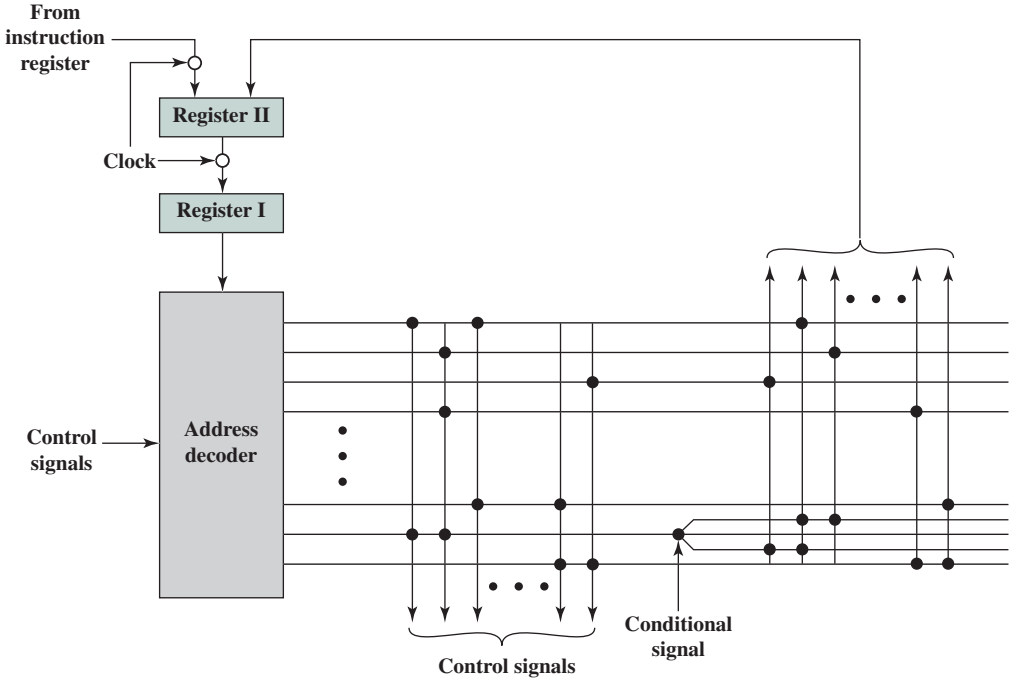 From
instruction
register
Register II
Clock
Register I
Control
signals
Address
decoder
Conditional
signal
Control signals